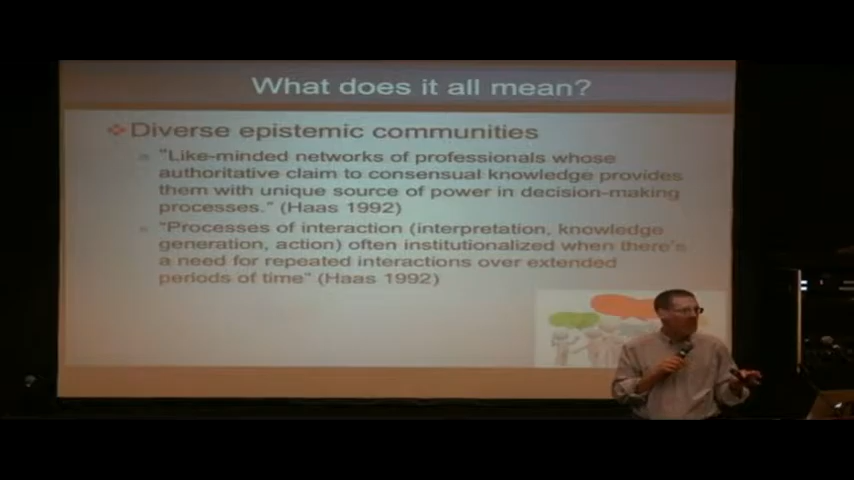 What does it all mean?
Diverse epistemic communities
"Like-minded networks of professionals whose
authoritative claim to consensual knowledge provides
them with unique source of power in decision-making
processes." (Haas 1992)
"Processes of interaction (interpretation, knowledge
generation, action) often institutionalized when there's
a need for repeated interactions over extended
periods of time" (Haas 1992)